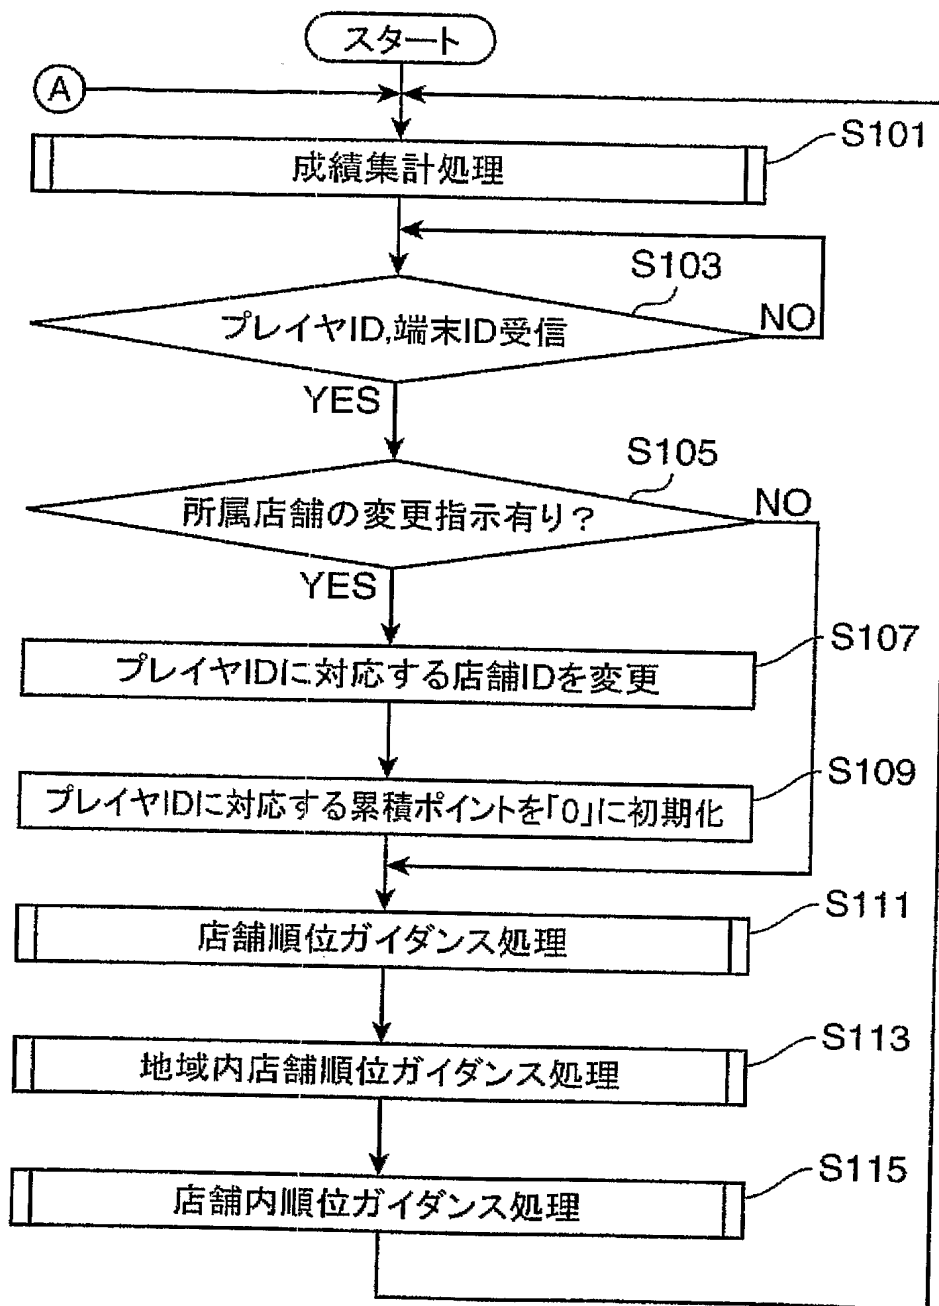 スタート
A
S101
成績集計処理
S103
プレイヤID,端末ID受信
NO
YES
S105
所属店舗の変更指示有り？
NO
YES
S107
プレイヤIDに対応する店舗IDを変更
S109
プレイヤIDに対応する累積ポイントを「0」に初期化
S111
店舗順位ガイダンス処理
S113
地域内店舗順位ガイダンス処理
S115
店舗内順位ガイダンス処理